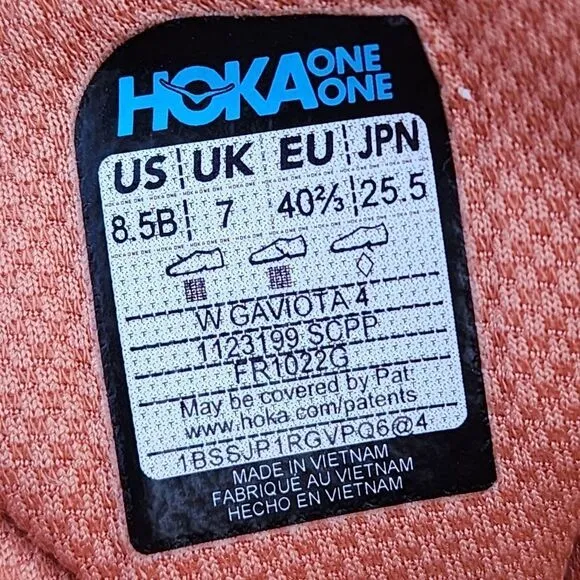 HOKA ONE ONE
US UK EU JPN
8.5B 7 40⅔ 25.5
W GAVIOTA 4
1123199 SCPP
FR1022G
May be covered by Pat:
www.hoka.com/patents
1BSSJP1RGVPQ6@4
MADE IN VIETNAM
FABRIQUÉ AU VIETNAM
HECHO EN VIETNAM